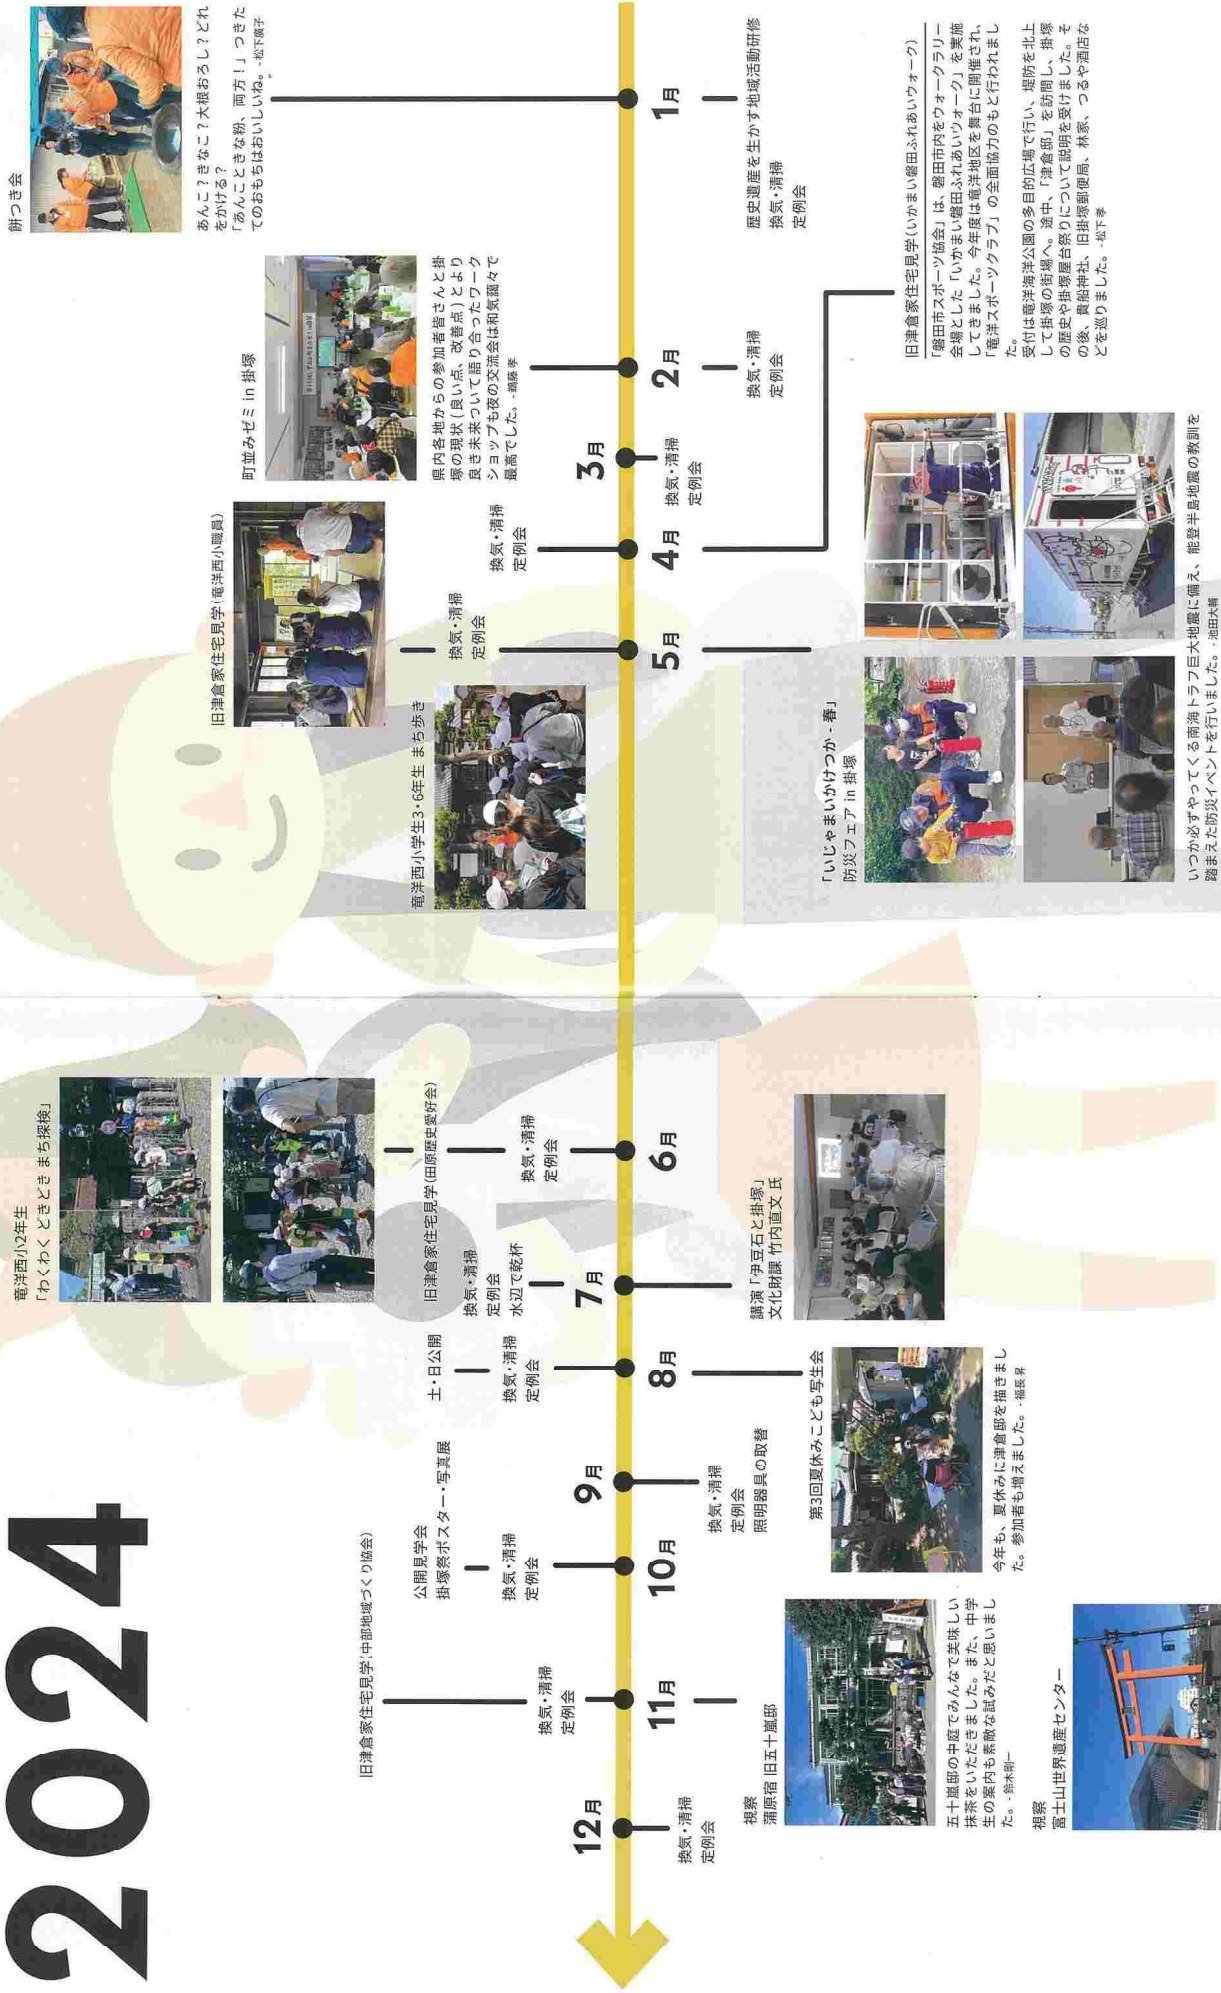 2024
餅つき会
あんこ？きなこ？大根おろし？どれ
をかける？
「あんこときな粉、両方！」つきた
てのおもちはおいしいね。-松下廣子
1月
歴史遺産を生かす地域活動研修
換気・清掃
定例会
町並みゼミ in 掛塚
県内各地からの参加者皆さんと掛
塚の現状（良い点、改善点）とより
良き未来ついて語り合ったワーク
ショップも夜の交流会は和気藹々で
最高でした。-鵜藤 孝
2月
換気・清掃
定例会
3月
換気・清掃
定例会
換気・清掃
定例会
4月
旧津倉家住宅見学（いかまい磐田ふれあいウォーク）
「磐田市スポーツ協会」は、磐田市内をウォークラリー
会場とした「いかまい磐田ふれあいウォーク」を実施
してきました。今年度は竜洋地区を舞台に開催され、
「竜洋スポーツクラブ」の全面協力のもと行われまし
た。
受付は竜洋海洋公園の多目的広場で行い、堤防を北上
して掛塚の街場へ。途中、「津倉邸」を訪問し、掛塚
の歴史や掛塚屋台祭りについて説明を受けました。そ
の後、貴船神社、旧掛塚郵便局、林家、つるや酒店な
どを巡りました。-松下 孝
旧津倉家住宅見学（竜洋西小職員）
換気・清掃
定例会
竜洋西小学生3・6年生 まち歩き
5月
「いじゃまいかけつか - 春」
防災フェア in 掛塚
いつか必ずやってくる南海トラフ巨大地震に備え、能登半島地震の教訓を
踏まえた防災イベントを行いました。-池田大輔
竜洋西小2年生
「わくわく どきどき まち探検」
旧津倉家住宅見学（田原歴史愛好会）
換気・清掃
定例会
6月
換気・清掃
定例会
水辺で乾杯
7月
講演「伊豆石と掛塚」
文化財課 竹内直文 氏
土・日公開
換気・清掃
定例会
8月
第3回夏休みこども写生会
今年も、夏休みに津倉邸を描きまし
た。参加者も増えました。-福長 昇
9月
換気・清掃
定例会
照明器具の取替
公開見学会
掛塚祭ポスター・写真展
換気・清掃
定例会
10月
旧津倉家住宅見学（中部地域づくり協会）
換気・清掃
定例会
11月
視察
蒲原宿 旧五十嵐邸
五十嵐邸の中庭でみんなで美味しい
抹茶をいただきました。また、中学
生の案内も素敵な試みだと思いまし
た。-鈴木剛一
視察
富士山世界遺産センター
12月
換気・清掃
定例会